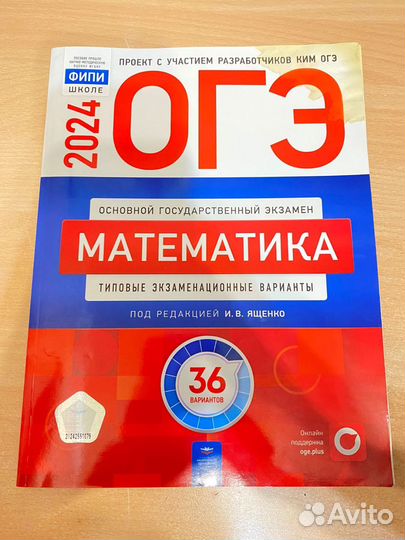 ПРОЕКТ С УЧАСТИЕМ РАЗРАБОТЧИКОВ КИМ ОГЭ
ФИПИ
ШКОЛЕ
2024
ОГЭ
ОСНОВНОЙ ГОСУДАРСТВЕННЫЙ ЭКЗАМЕН
МАТЕМАТИКА
ТИПОВЫЕ ЭКЗАМЕНАЦИОННЫЕ ВАРИАНТЫ
ПОД РЕДАКЦИЕЙ И.В. ЯЩЕНКО
36
ВАРИАНТОВ
Онлайн
поддержка
oge.plus
Avito